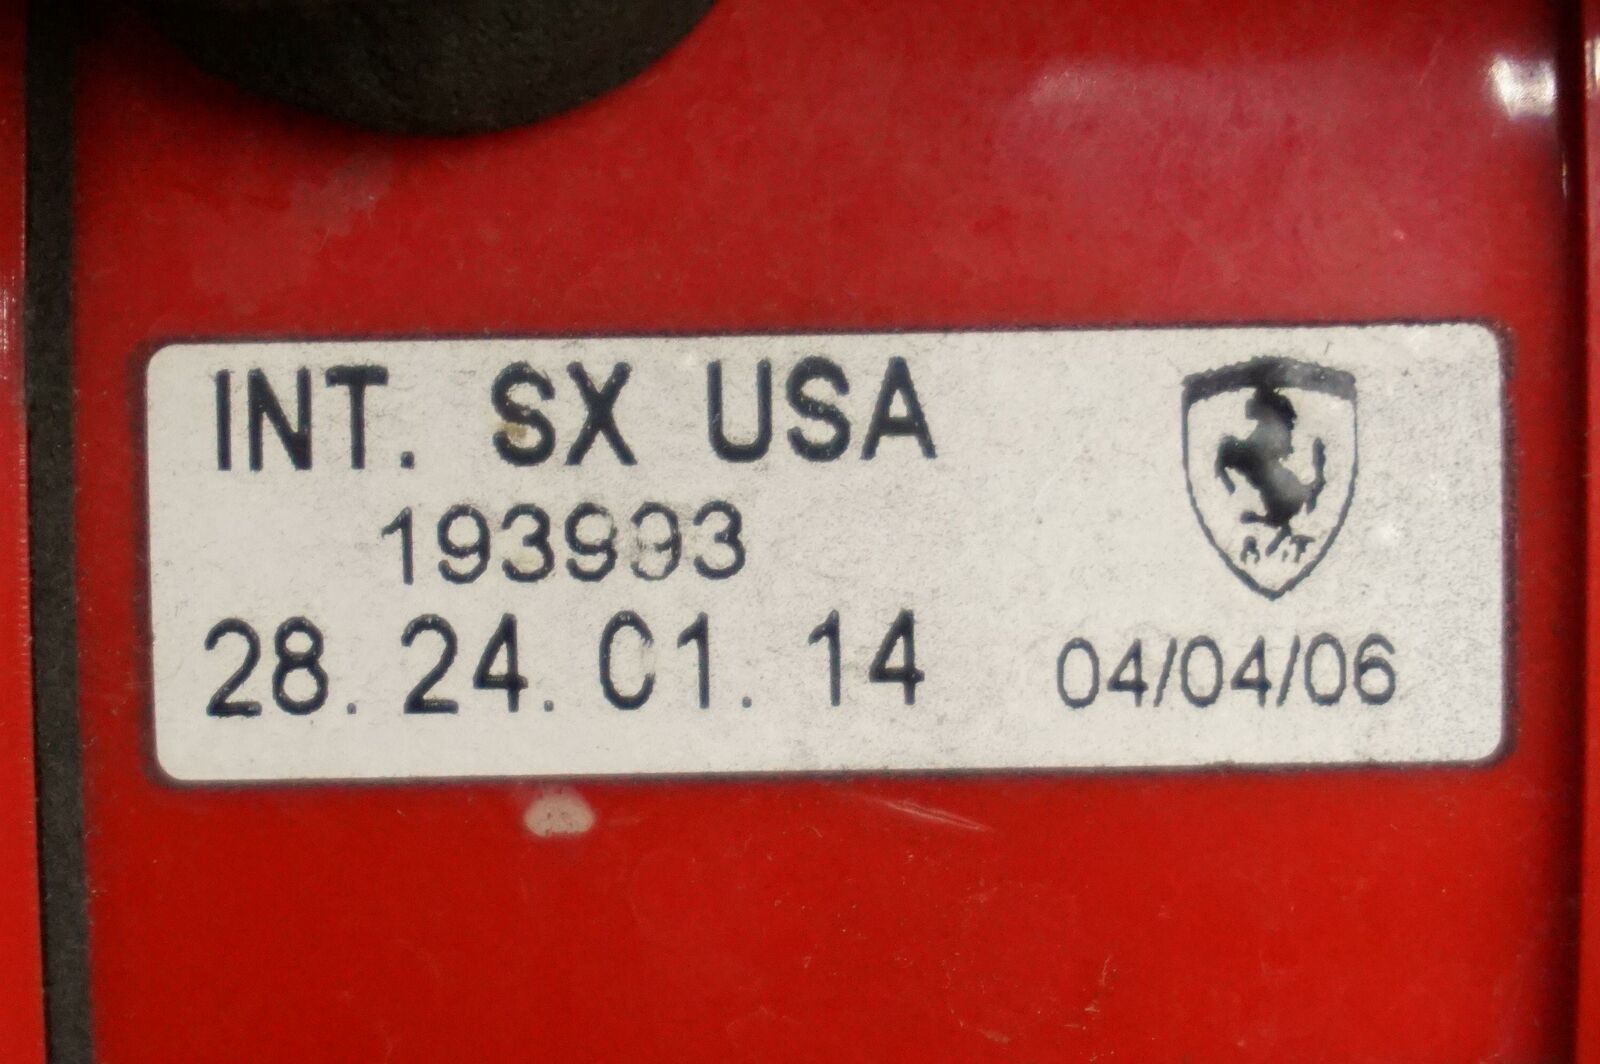 INT. SX USA
193993
28. 24. 01. 14
04/04/06